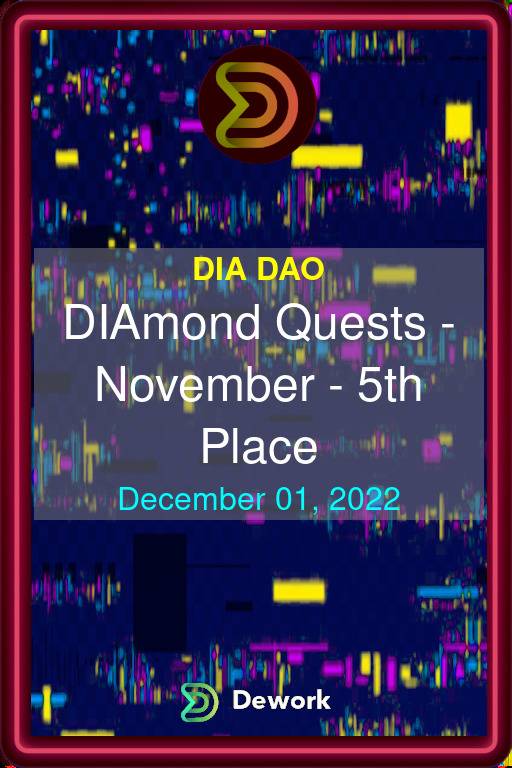 DIA DAO
DIAmond Quests -
November - 5th
Place
December 01, 2022
Dework